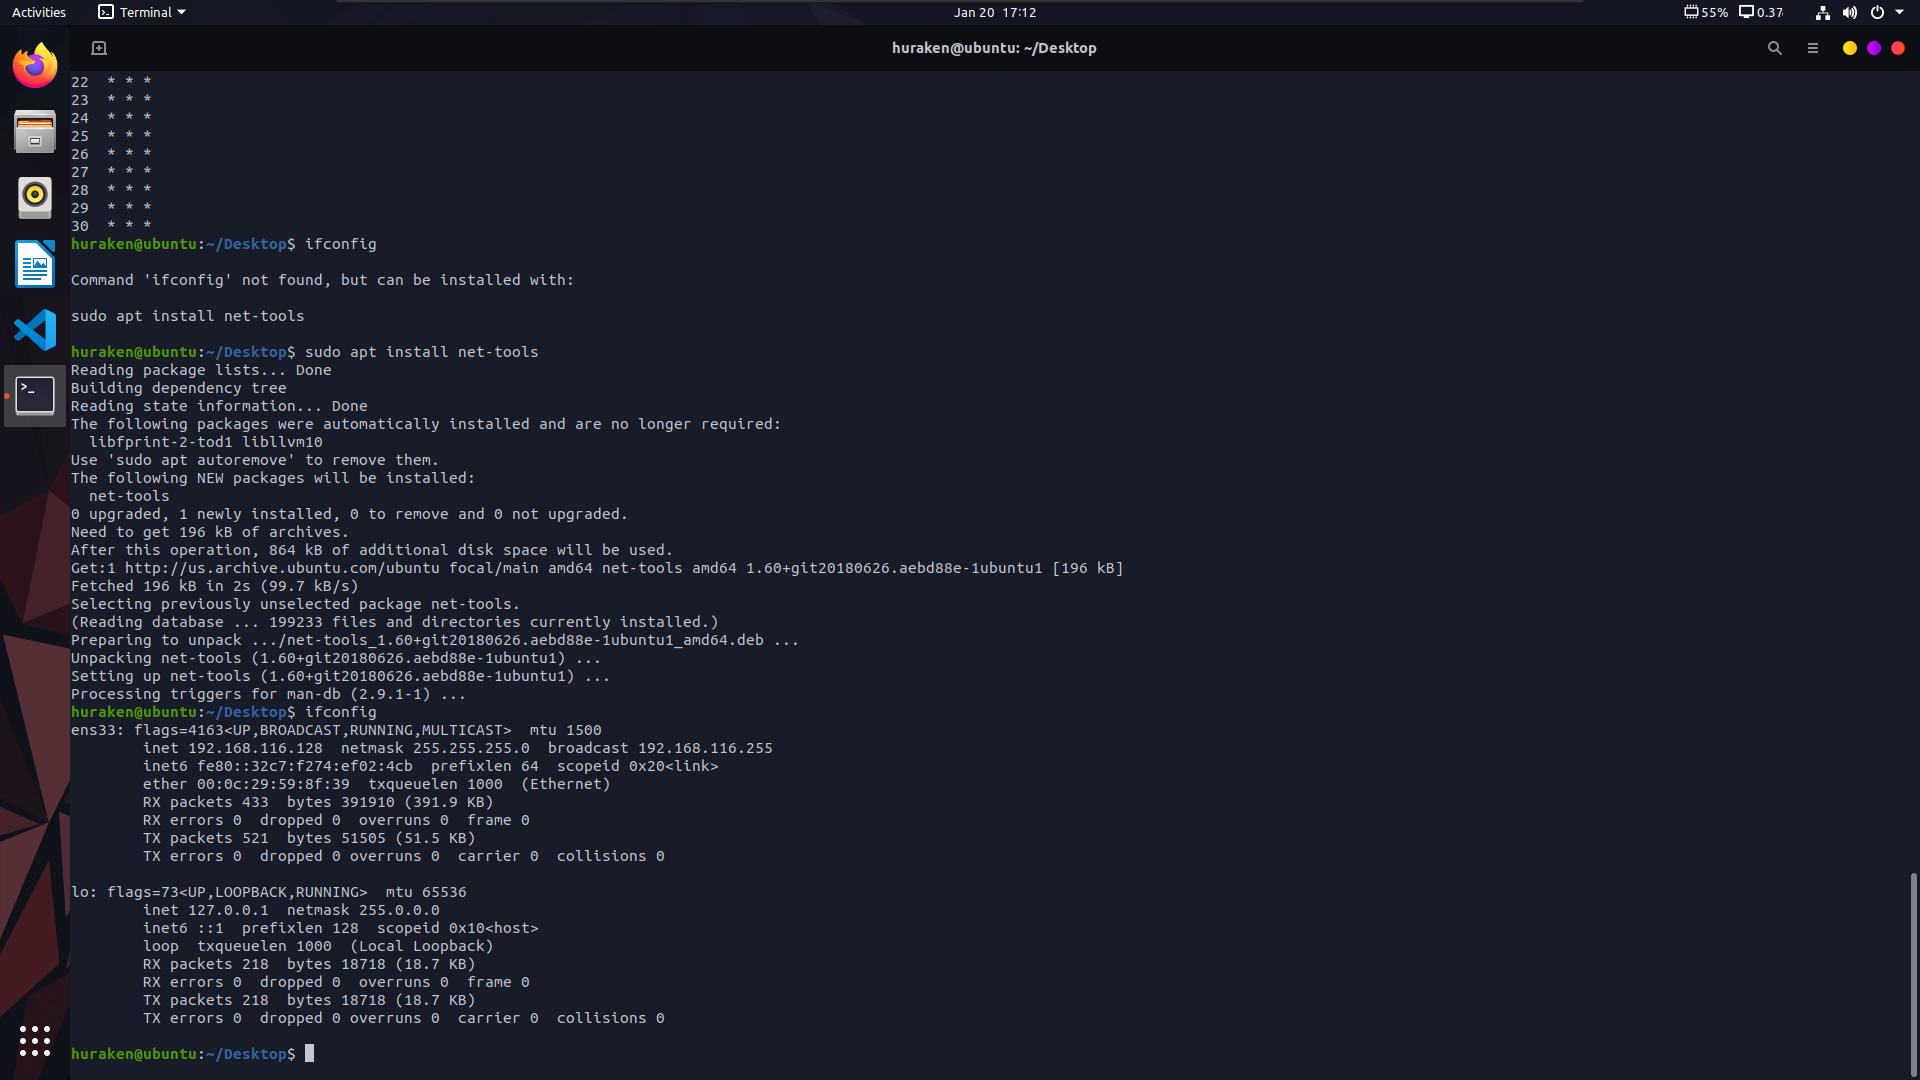 Activities Terminal Jan 20 17:12 55% 0.37
huraken@ubuntu: ~/Desktop
22 * * *
23 * * *
24 * * *
25 * * *
26 * * *
27 * * *
28 * * *
29 * * *
30 * * *
huraken@ubuntu:~/Desktop$ ifconfig
Command 'ifconfig' not found, but can be installed with:
sudo apt install net-tools
huraken@ubuntu:~/Desktop$ sudo apt install net-tools
Reading package lists... Done
Building dependency tree
Reading state information... Done
The following packages were automatically installed and are no longer required:
libfprint-2-tod1 libllvm10
Use 'sudo apt autoremove' to remove them.
The following NEW packages will be installed:
net-tools
0 upgraded, 1 newly installed, 0 to remove and 0 not upgraded.
Need to get 196 kB of archives.
After this operation, 864 kB of additional disk space will be used.
Get:1 http://us.archive.ubuntu.com/ubuntu focal/main amd64 net-tools amd64 1.60+git20180626.aebd88e-1ubuntu1 [196 kB]
Fetched 196 kB in 2s (99.7 kB/s)
Selecting previously unselected package net-tools.
(Reading database ... 199233 files and directories currently installed.)
Preparing to unpack .../net-tools_1.60+git20180626.aebd88e-1ubuntu1_amd64.deb ...
Unpacking net-tools (1.60+git20180626.aebd88e-1ubuntu1) ...
Setting up net-tools (1.60+git20180626.aebd88e-1ubuntu1) ...
Processing triggers for man-db (2.9.1-1) ...
huraken@ubuntu:~/Desktop$ ifconfig
ens33: flags=4163<UP,BROADCAST,RUNNING,MULTICAST> mtu 1500
inet 192.168.116.128 netmask 255.255.255.0 broadcast 192.168.116.255
inet6 fe80::32c7:f274:ef02:4cb prefixlen 64 scopeid 0x20<link>
ether 00:0c:29:59:8f:39 txqueuelen 1000 (Ethernet)
RX packets 433 bytes 391910 (391.9 KB)
RX errors 0 dropped 0 overruns 0 frame 0
TX packets 521 bytes 51505 (51.5 KB)
TX errors 0 dropped 0 overruns 0 carrier 0 collisions 0
lo: flags=73<UP,LOOPBACK,RUNNING> mtu 65536
inet 127.0.0.1 netmask 255.0.0.0
inet6 ::1 prefixlen 128 scopeid 0x10<host>
loop txqueuelen 1000 (Local Loopback)
RX packets 218 bytes 18718 (18.7 KB)
RX errors 0 dropped 0 overruns 0 frame 0
TX packets 218 bytes 18718 (18.7 KB)
TX errors 0 dropped 0 overruns 0 carrier 0 collisions 0
huraken@ubuntu:~/Desktop$